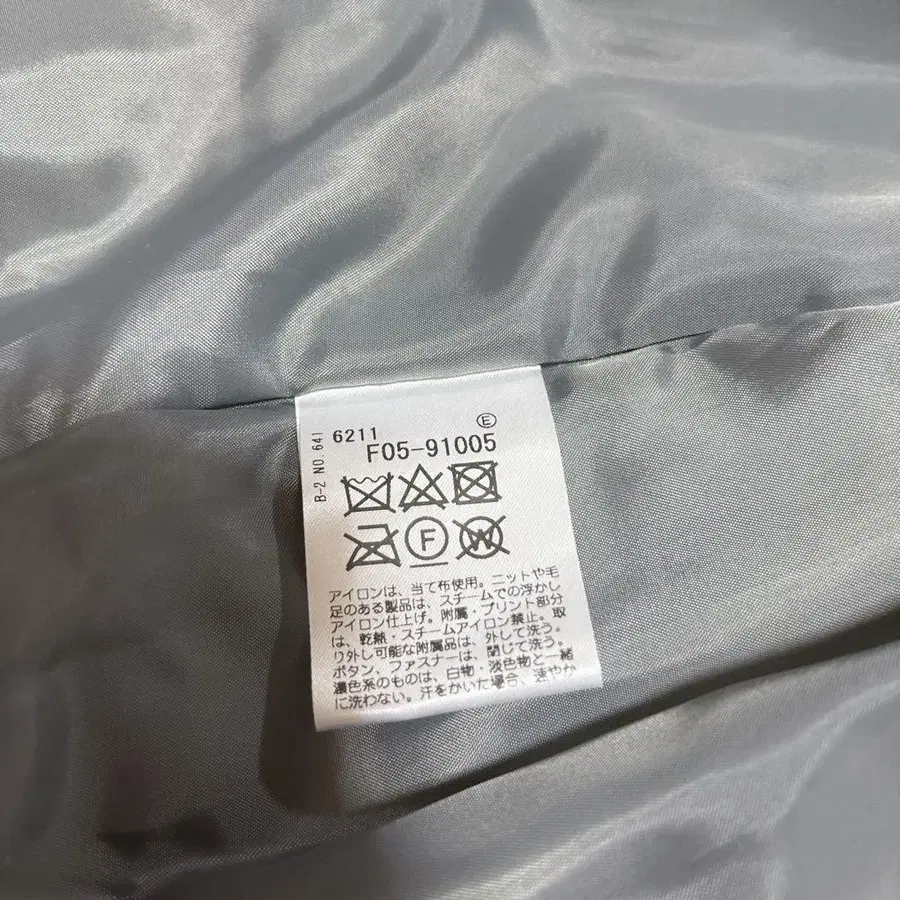 Ⓔ
6211
F05-91005
B-2 NO.641
F
W
アイロンは、当て布使用。ニットや毛
足のある製品は、スチームでの浮かし
アイロン仕上げ。附属・プリント部分
は、乾熱・スチームアイロン禁止。取
り外し可能な附属品は、外して洗う。
ボタン、ファスナーは、閉じて洗う。
濃色系のものは、白物・淡色物と一緒
に洗わない。汗をかいた場合、速やか